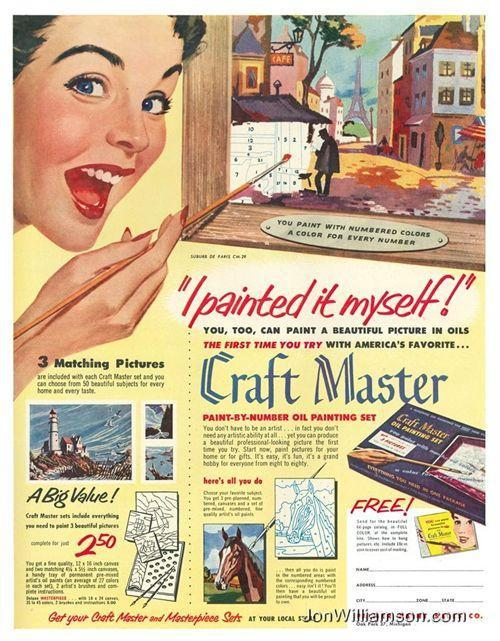 CAFE
YOU PAINT WITH NUMBERED COLORS
A COLOR FOR EVERY NUMBER
SUBURB DE PARIS CM-29
"I painted it myself!"
YOU, TOO, CAN PAINT A BEAUTIFUL PICTURE IN OILS
THE FIRST TIME YOU TRY WITH AMERICA'S FAVORITE...
Craft Master
PAINT-BY-NUMBER OIL PAINTING SET
3 Matching Pictures
are included with each Craft Master set and you
can choose from 50 beautiful subjects for every
home and every taste.
You don't have to be an artist . . . in fact you don't
need any artistic ability at all . . yet you can produce
a beautiful professional-looking picture the first
time you try. Start now, paint pictures for your
home or for gifts. It's easy, it's fun, it's a grand
hobby for everyone from eight to eighty.
Craft Master
OIL PAINTING SET
EVERYTHING YOU NEED IN ONE PACKAGE
A Big Value!
Craft Master sets include everything
you need to paint 3 beautiful pictures
complete for just 2.50
You get a fine quality, 12 x 16 inch canvas
and two matching 4¼ x 5½ inch canvases,
a handy tray of permanent pre-mixed
artist's oil paints (an average of 27 colors
in each set), 2 artist's brushes and com-
plete instructions.
Deluxe MASTERPIECE . . . with 18 x 24 canvas,
35 to 45 colors, 2 brushes and instructions 5.00
here's all you do
Choose your favorite subject.
You get 3 pre-planned, num-
bered, canvases and a set of
pre-mixed, numbered, fine
quality artist's oil paints
. . . then all you do is paint
in the numbered areas with
the corresponding numbered
colors. . . easy isn't it? You'll
then have a beautiful oil
painting that you will be proud
to own.
FREE!
Send for the beautiful
full-page catalog in FULL
COLOR of the complete
line. Shows how to hang
pictures, etc. Include 10¢ in
coin to cover cost of mailing.
Craft Master
NAME
ADDRESS
CITY ZONE STATE
Get your Craft Master and Masterpiece Sets AT YOUR LOCAL
CO.
Oak Park 37, Michigan
JonWilliamson.com